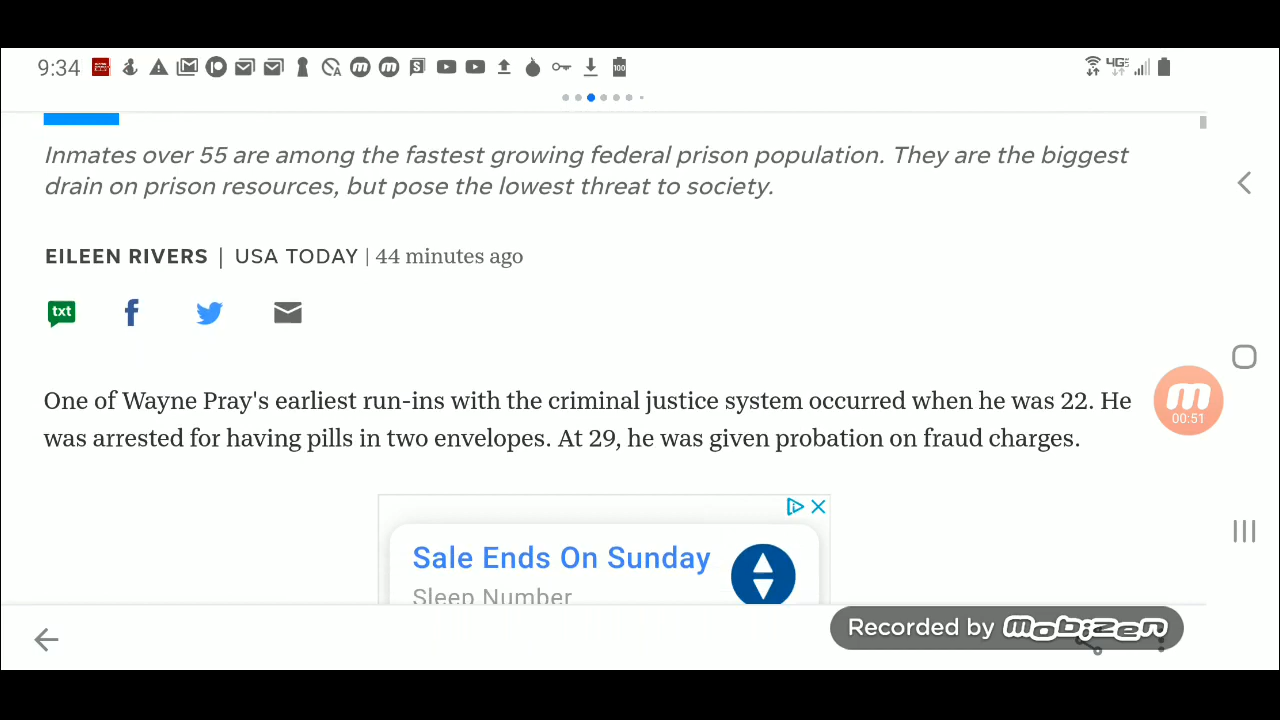 9:34
Inmates over 55 are among the fastest growing federal prison population. They are the biggest
drain on prison resources, but pose the lowest threat to society.
EILEEN RIVERS | USA TODAY | 44 minutes ago
txt
One of Wayne Pray's earliest run-ins with the criminal justice system occurred when he was 22. He
was arrested for having pills in two envelopes. At 29, he was given probation on fraud charges.
00:51
Sale Ends On Sunday
Sleep Number
Recorded by mobizen